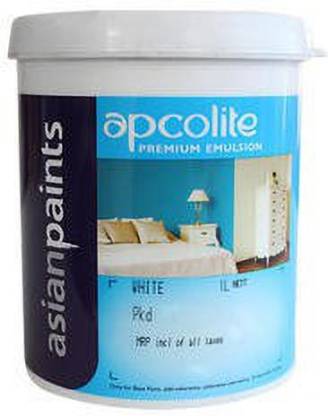 asianpaints
apcolite
PREMIUM EMULSION
WHITE 1L
Pkd
MRP incl of all taxes